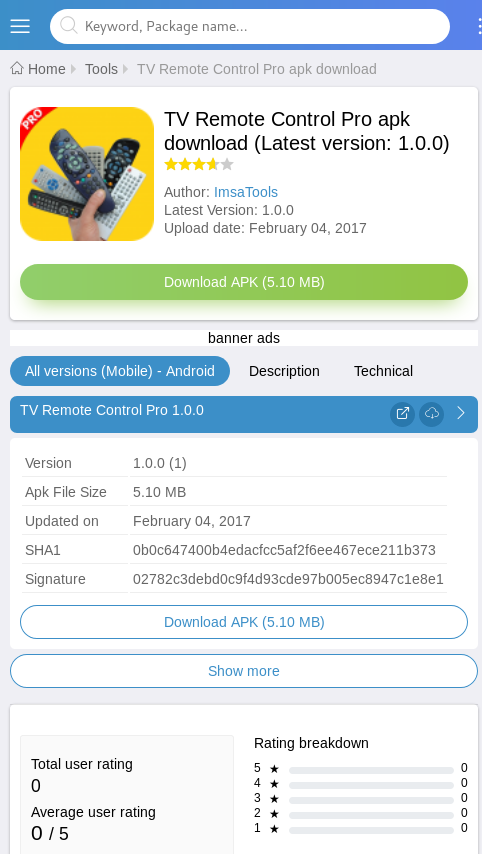 Keyword, Package name...
Home Tools TV Remote Control Pro apk download
PRO
TV Remote Control Pro apk
download (Latest version: 1.0.0)
Author: ImsaTools
Latest Version: 1.0.0
Upload date: February 04, 2017
Download APK (5.10 MB)
banner ads
All versions (Mobile) - Android Description Technical
TV Remote Control Pro 1.0.0
Version 1.0.0 (1)
Apk File Size 5.10 MB
Updated on February 04, 2017
SHA1 0b0c647400b4edacfcc5af2f6ee467ece211b373
Signature 02782c3debd0c9f4d93cde97b005ec8947c1e8e1
Download APK (5.10 MB)
Show more
Total user rating
0
Average user rating
0 / 5
Rating breakdown
5 ★ 0
4 ★ 0
3 ★ 0
2 ★ 0
1 ★ 0